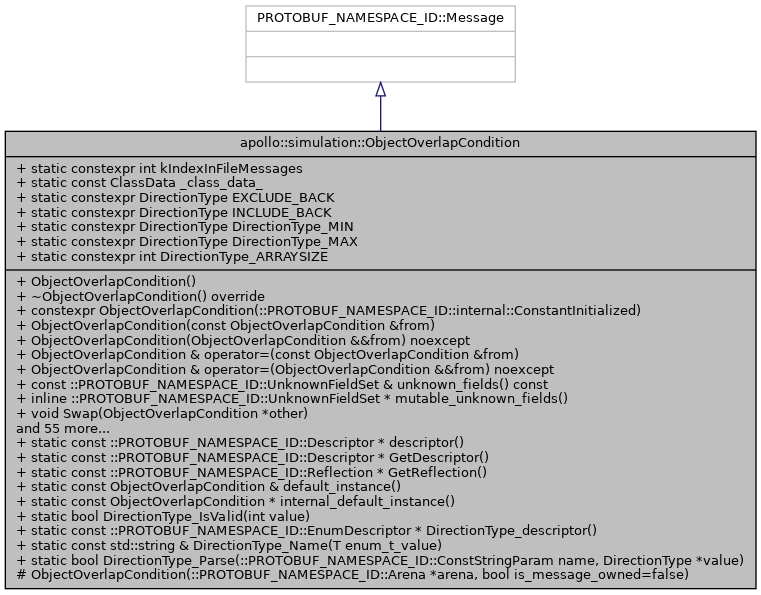 PROTOBUF_NAMESPACE_ID::Message
apollo::simulation::ObjectOverlapCondition
+ static constexpr int kIndexInFileMessages
+ static const ClassData _class_data_
+ static constexpr DirectionType EXCLUDE_BACK
+ static constexpr DirectionType INCLUDE_BACK
+ static constexpr DirectionType DirectionType_MIN
+ static constexpr DirectionType DirectionType_MAX
+ static constexpr int DirectionType_ARRAYSIZE
+ ObjectOverlapCondition()
+ ~ObjectOverlapCondition() override
+ constexpr ObjectOverlapCondition(::PROTOBUF_NAMESPACE_ID::internal::ConstantInitialized)
+ ObjectOverlapCondition(const ObjectOverlapCondition &from)
+ ObjectOverlapCondition(ObjectOverlapCondition &&from) noexcept
+ ObjectOverlapCondition & operator=(const ObjectOverlapCondition &from)
+ ObjectOverlapCondition & operator=(ObjectOverlapCondition &&from) noexcept
+ const ::PROTOBUF_NAMESPACE_ID::UnknownFieldSet & unknown_fields() const
+ inline ::PROTOBUF_NAMESPACE_ID::UnknownFieldSet * mutable_unknown_fields()
+ void Swap(ObjectOverlapCondition *other)
and 55 more...
+ static const ::PROTOBUF_NAMESPACE_ID::Descriptor * descriptor()
+ static const ::PROTOBUF_NAMESPACE_ID::Descriptor * GetDescriptor()
+ static const ::PROTOBUF_NAMESPACE_ID::Reflection * GetReflection()
+ static const ObjectOverlapCondition & default_instance()
+ static const ObjectOverlapCondition * internal_default_instance()
+ static bool DirectionType_IsValid(int value)
+ static const ::PROTOBUF_NAMESPACE_ID::EnumDescriptor * DirectionType_descriptor()
+ static const std::string & DirectionType_Name(T enum_t_value)
+ static bool DirectionType_Parse(::PROTOBUF_NAMESPACE_ID::ConstStringParam name, DirectionType *value)
# ObjectOverlapCondition(::PROTOBUF_NAMESPACE_ID::Arena *arena, bool is_message_owned=false)